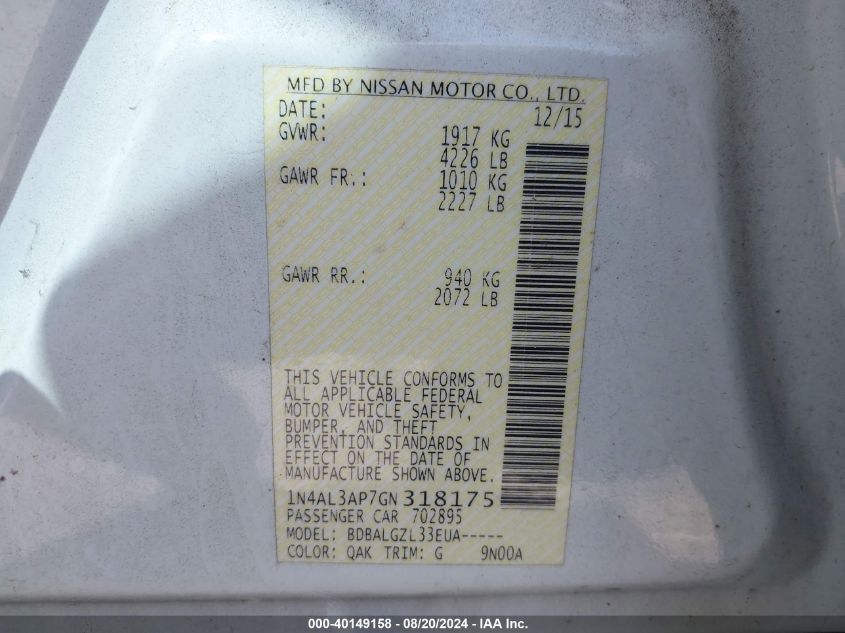 MFD BY NISSAN MOTOR CO., LTD.
DATE: 12/15
GVWR: 1917 KG
4226 LB
GAWR FR.: 1010 KG
2227 LB
GAWR RR.: 940 KG
2072 LB
THIS VEHICLE CONFORMS TO
ALL APPLICABLE FEDERAL
MOTOR VEHICLE SAFETY,
BUMPER, AND THEFT
PREVENTION STANDARDS IN
EFFECT ON THE DATE OF
MANUFACTURE SHOWN ABOVE.
1N4AL3AP7GN318175
PASSENGER CAR 702895
MODEL: BDBALGZL33EUA-----
COLOR: QAK TRIM: G 9N00A
000-40149158 - 08/20/2024 - IAA Inc.